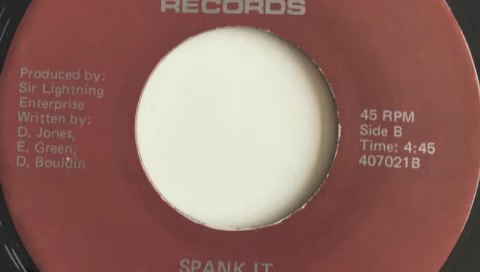 RECORDS
Produced by:
Sir Lightning
Enterprise
Written by:
D. Jones,
E. Green,
D. Bouldin
45 RPM
Side B
Time: 4:45
407021B
SPANK IT